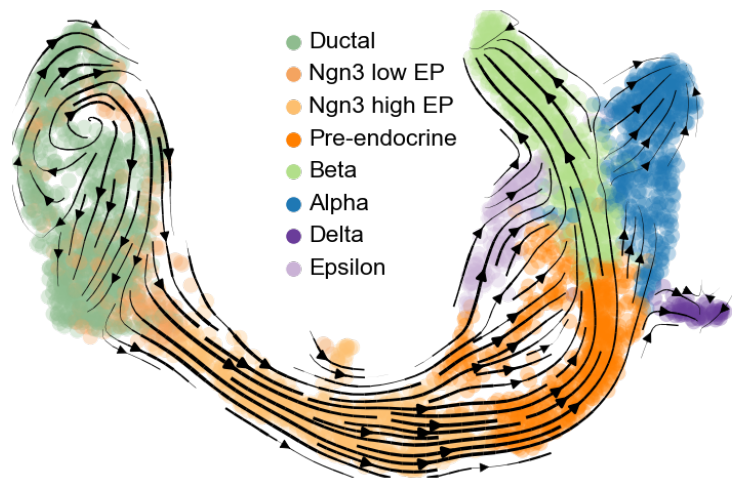 Ductal
Ngn3 low EP
Ngn3 high EP
Pre-endocrine
Beta
Alpha
Delta
Epsilon